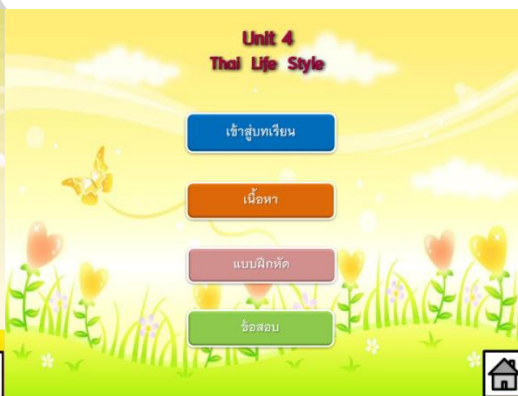 Unit 4
Thai Life Style
เข้าสู่บทเรียน
เนื้อหา
แบบฝึกหัด
ข้อสอบ